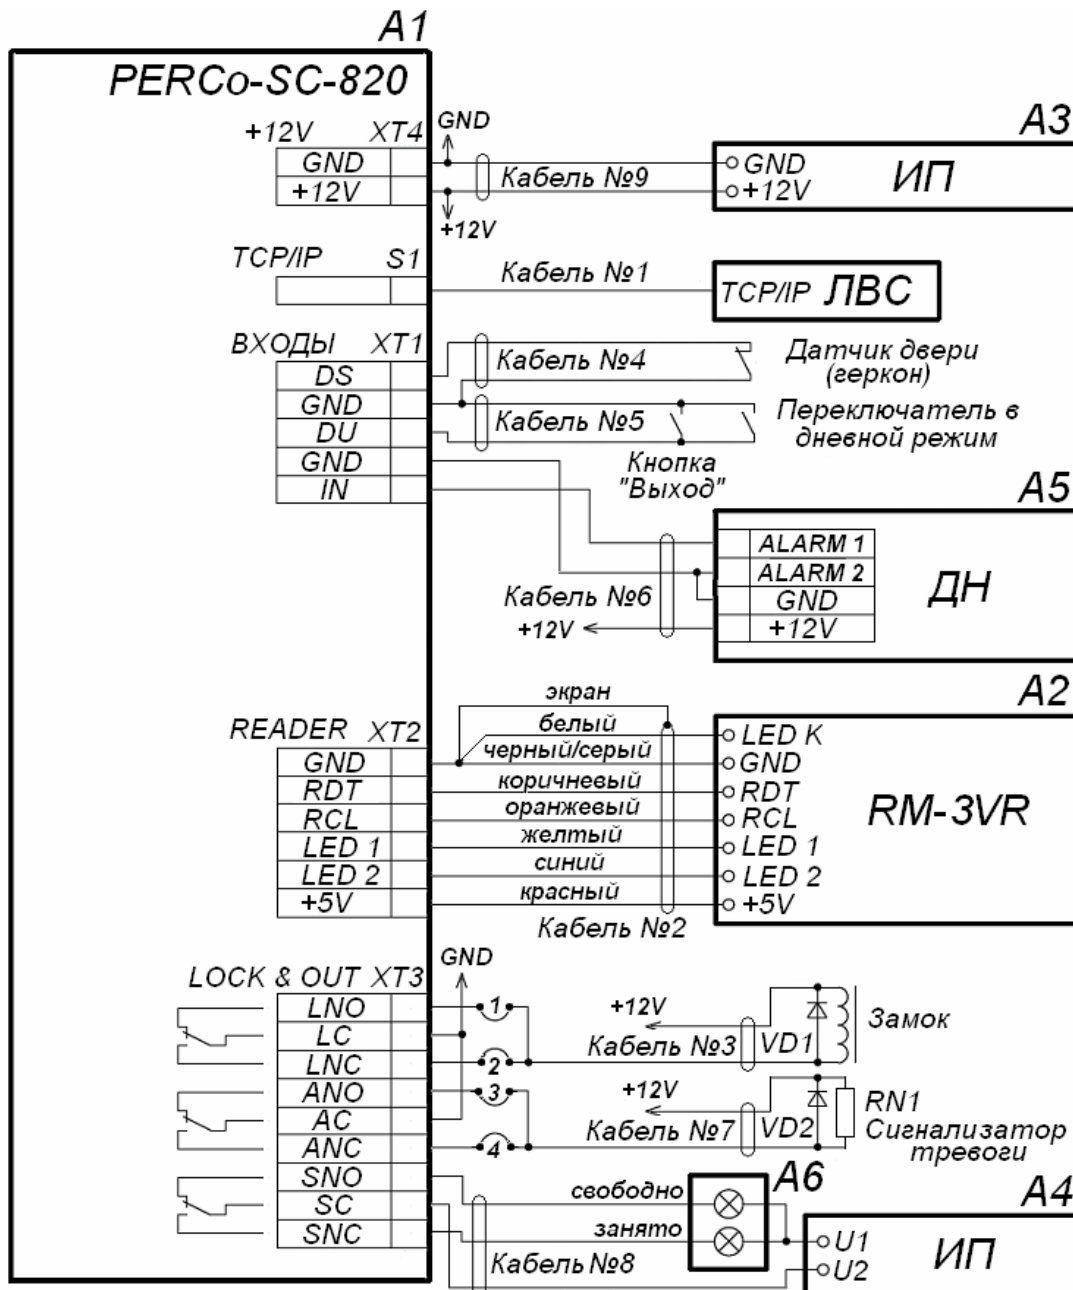 A1
PERCo-SC-820
+12V XT4
GND
+12V
GND
+12V
Кабель №9
A3
GND
+12V
ИП
TCP/IP S1
Кабель №1
TCP/IP ЛВС
ВХОДЫ XT1
DS
GND
DU
GND
IN
Кабель №4
Датчик двери
(геркон)
Кабель №5
Переключатель в
дневной режим
Кнопка
"Выход"
A5
ALARM 1
ALARM 2
GND
+12V
ДН
Кабель №6
+12V
A2
экран
белый
черный/серый
коричневый
оранжевый
желтый
синий
красный
READER XT2
GND
RDT
RCL
LED 1
LED 2
+5V
LED K
GND
RDT
RCL
LED 1
LED 2
+5V
RM-3VR
Кабель №2
LOCK & OUT XT3
GND
LNO
LC
LNC
ANO
AC
ANC
SNO
SC
SNC
1
2
3
4
+12V
Кабель №3
VD1
Замок
+12V
Кабель №7
VD2
RN1
Сигнализатор
тревоги
A6
свободно
занято
Кабель №8
A4
U1
U2
ИП